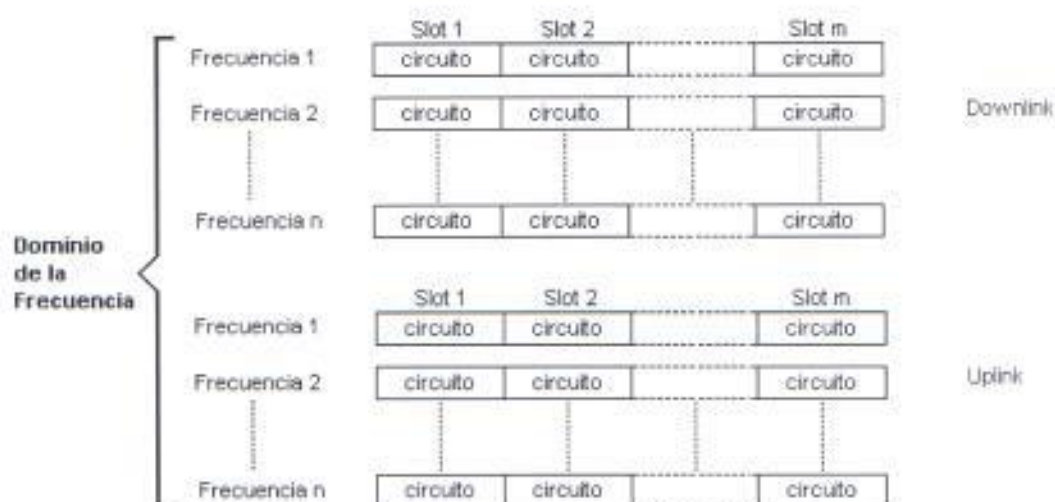 Slot 1 Slot 2 Slot m
Frecuencia 1 circuito circuito circuito
Frecuencia 2 circuito circuito circuito Downlink
Frecuencia n circuito circuito circuito
Dominio
de la
Frecuencia
Slot 1 Slot 2 Slot m
Frecuencia 1 circuito circuito circuito
Frecuencia 2 circuito circuito circuito Uplink
Frecuencia n circuito circuito circuito